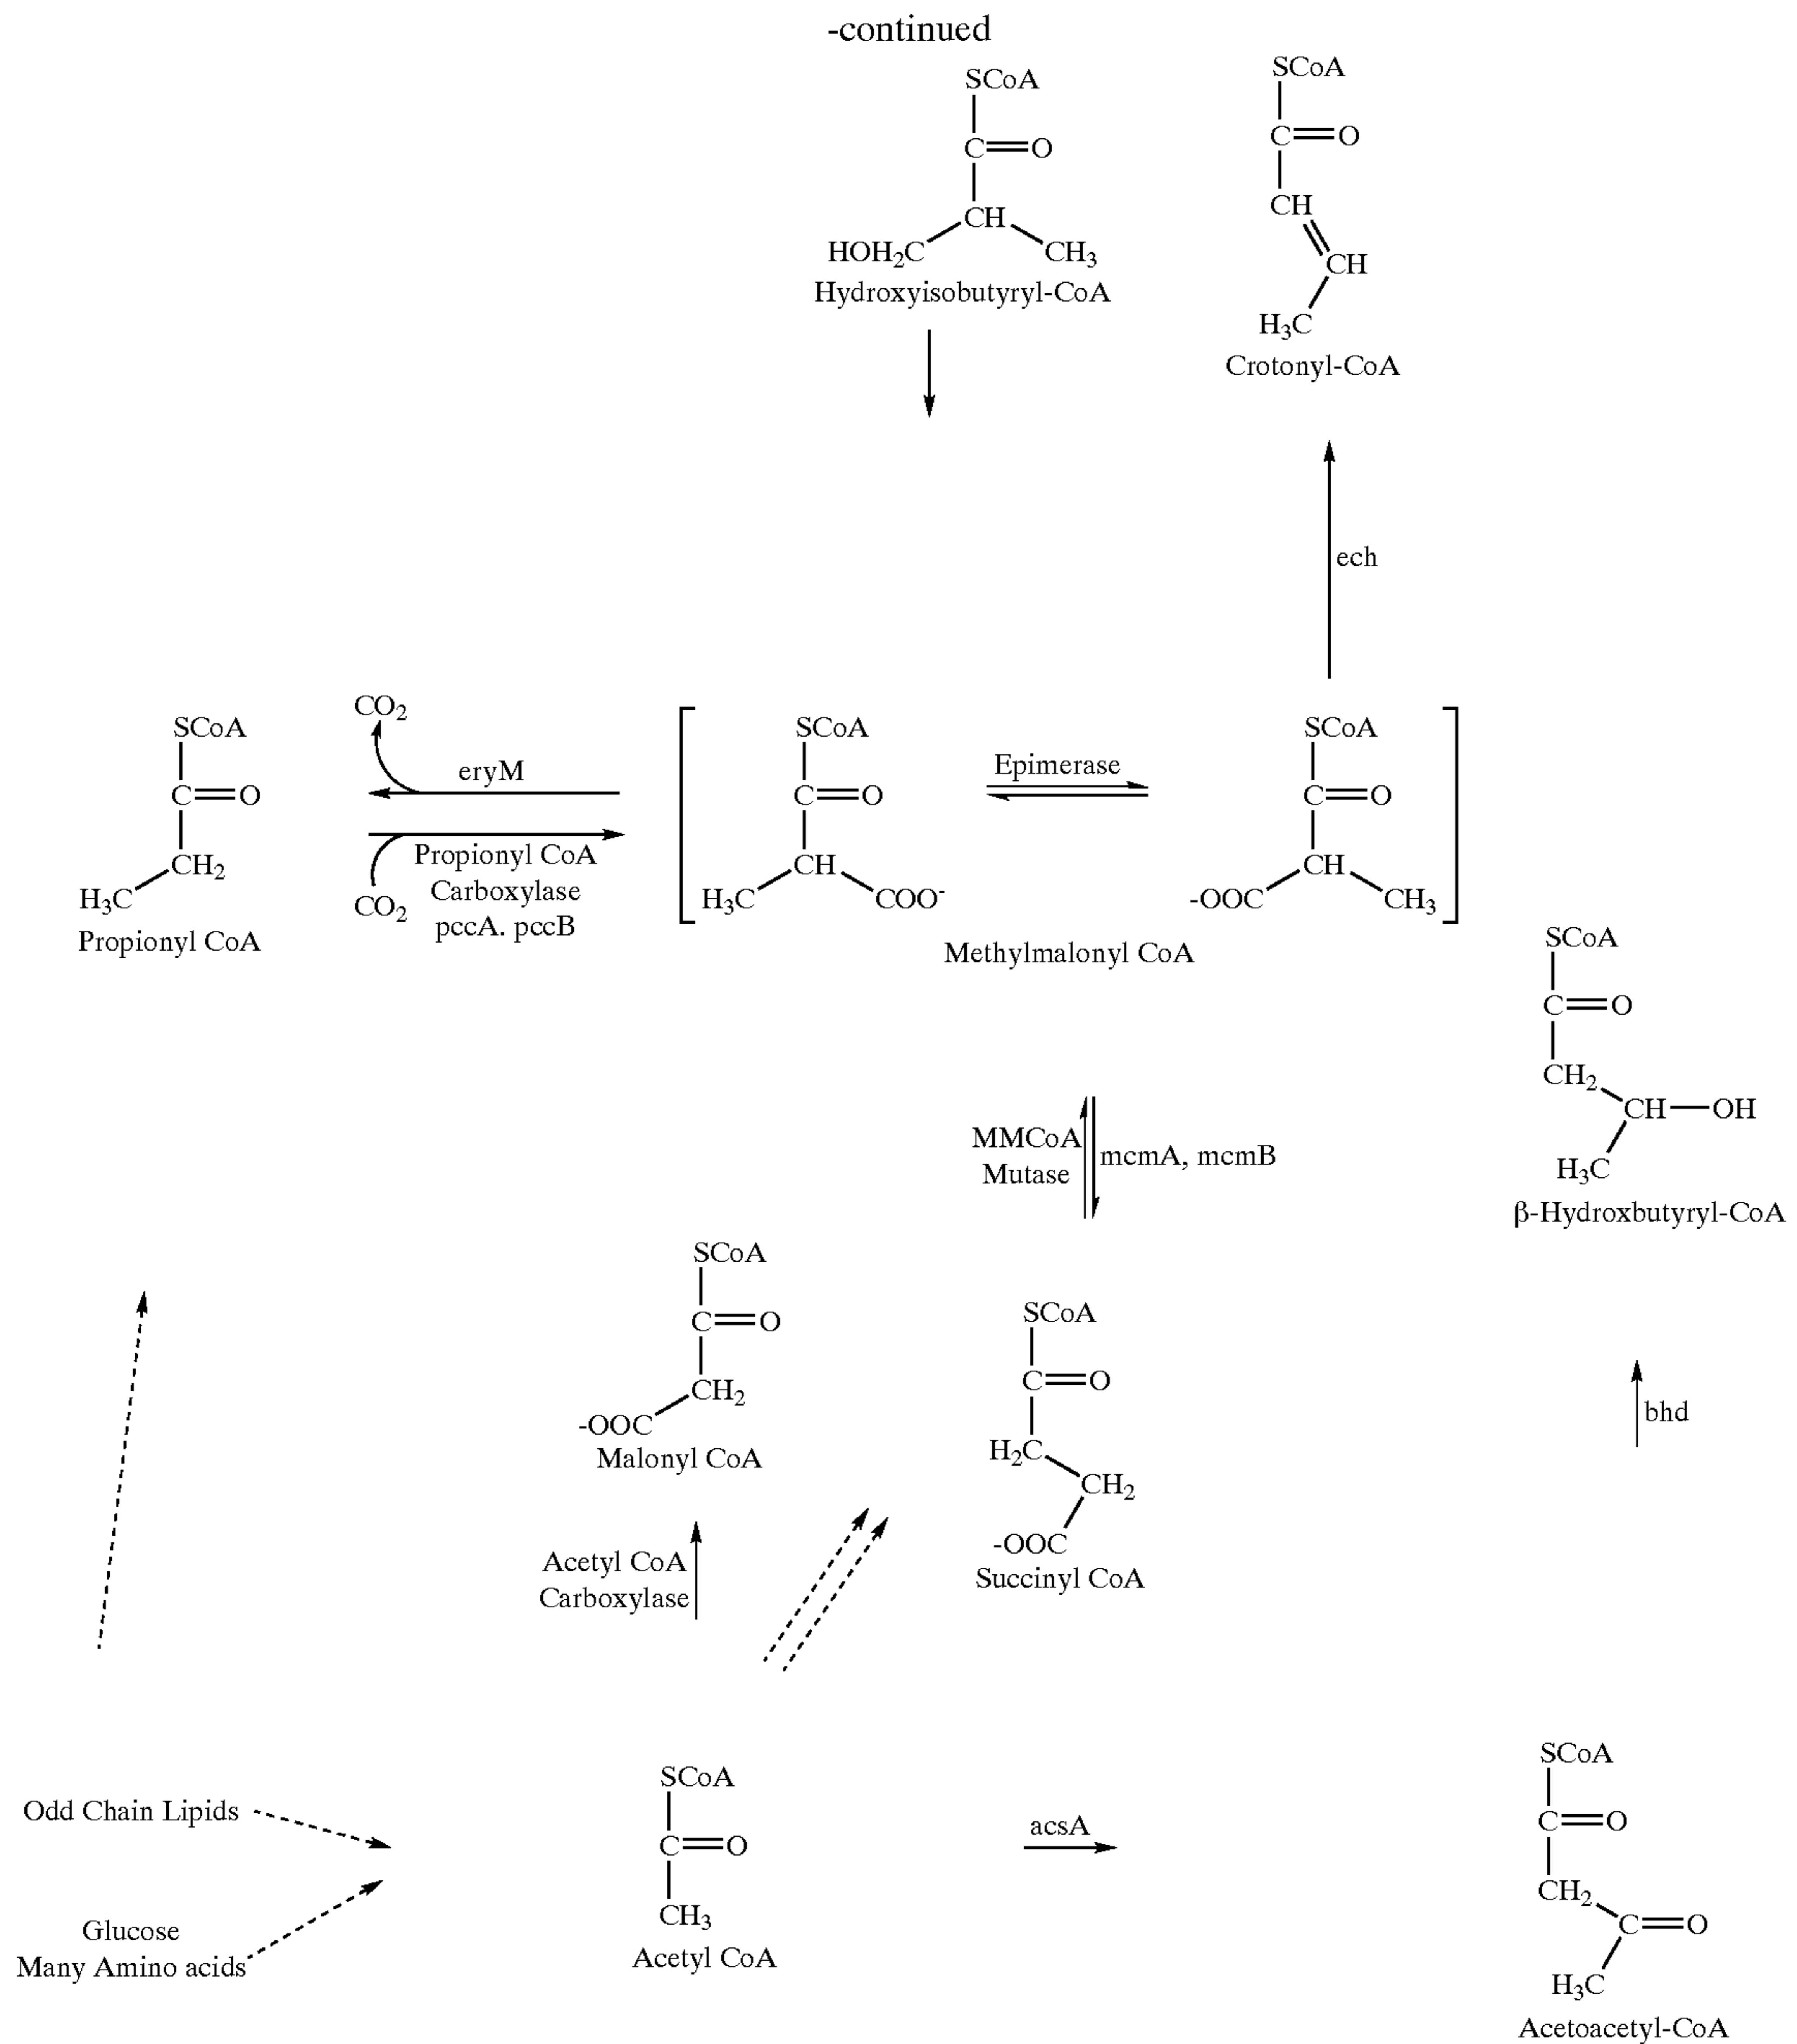 -continued
SCoA
C=O
CH
HOH2C
CH3
Hydroxyisobutyryl-CoA
SCoA
C=O
CH
CH
H3C
Crotonyl-CoA
ech
SCoA
C=O
CH2
H3C
Propionyl CoA
CO2
eryM
Propionyl CoA
Carboxylase
pccA. pccB
CO2
SCoA
C=O
CH
H3C
COO-
Epimerase
SCoA
C=O
CH
-OOC
CH3
Methylmalonyl CoA
SCoA
C=O
CH2
CH—OH
H3C
β-Hydroxbutyryl-CoA
MMCoA
Mutase
mcmA, mcmB
SCoA
C=O
CH2
-OOC
Malonyl CoA
SCoA
C=O
H2C
CH2
-OOC
Succinyl CoA
bhd
Acetyl CoA
Carboxylase
Odd Chain Lipids
Glucose
Many Amino acids
SCoA
C=O
CH3
Acetyl CoA
acsA
SCoA
C=O
CH2
C=O
H3C
Acetoacetyl-CoA